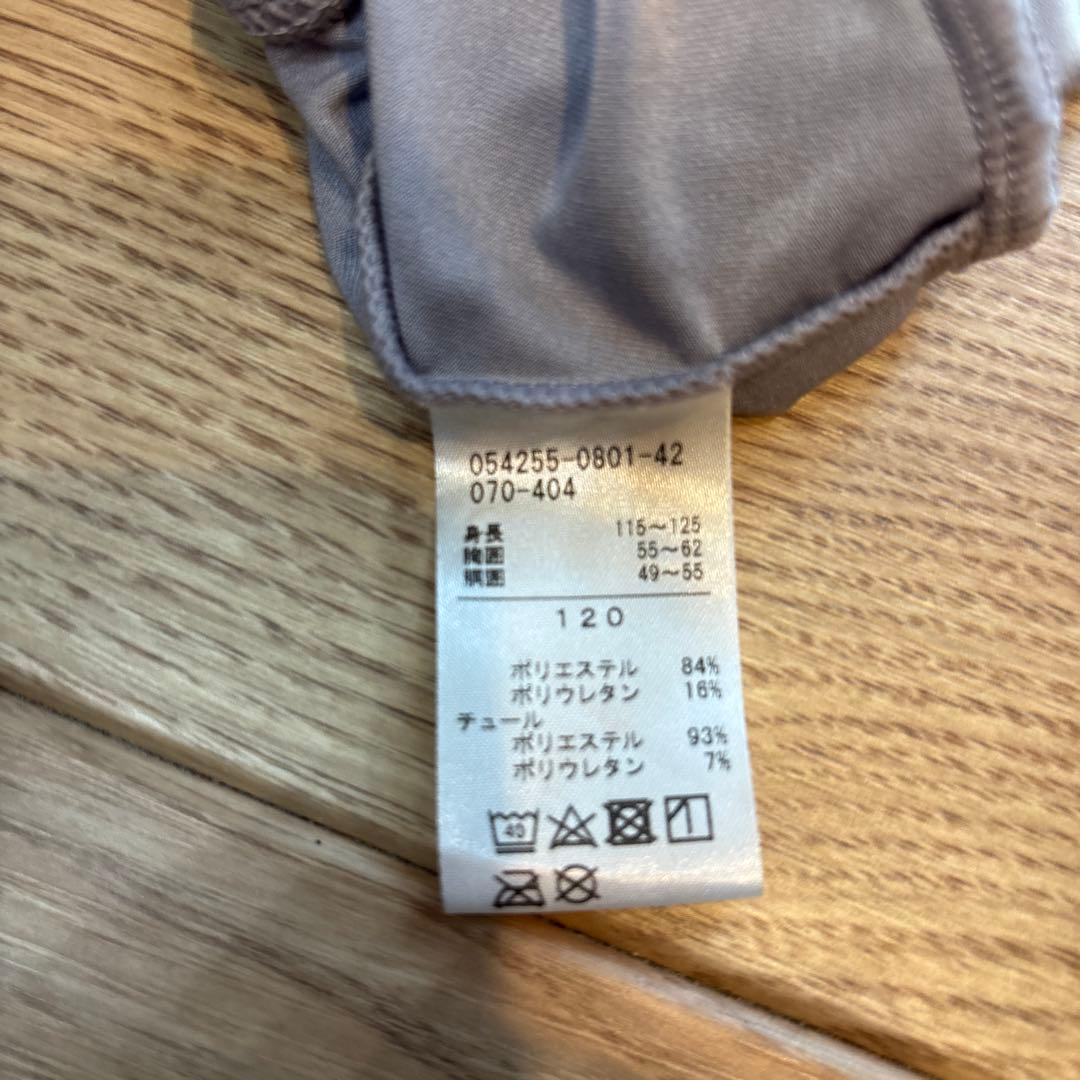 054255-0801-42
070-404
身長 115～125
胸囲 55～62
胴囲 49～55
120
ポリエステル 84%
ポリウレタン 16%
チュール
ポリエステル 93%
ポリウレタン 7%
40